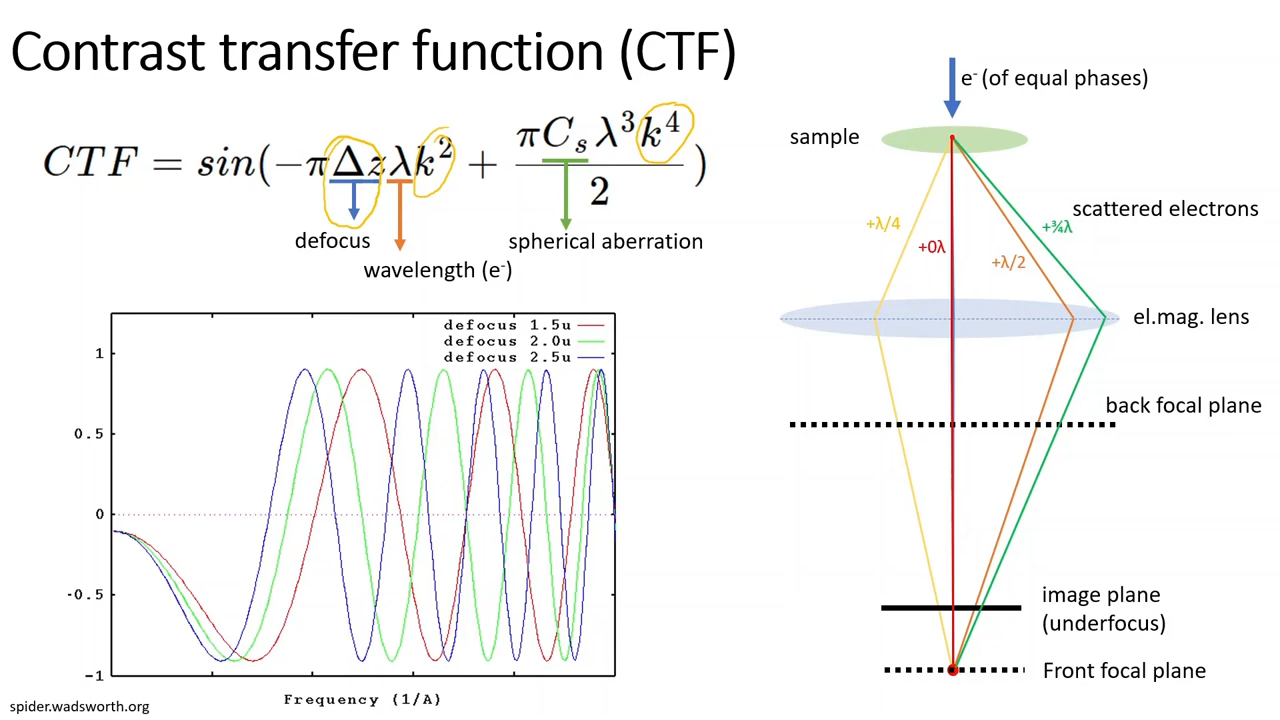 Contrast transfer function (CTF)
CTF = sin(−πΔzλk² + πCₛλ³k⁴ / 2)
defocus
spherical aberration
wavelength (e⁻)
defocus 1.5u
defocus 2.0u
defocus 2.5u
1
0.5
0
-0.5
-1
Frequency (1/A)
spider.wadsworth.org
e⁻ (of equal phases)
sample
scattered electrons
+λ/4
+0λ
+¾λ
+λ/2
el.mag. lens
back focal plane
image plane
(underfocus)
Front focal plane